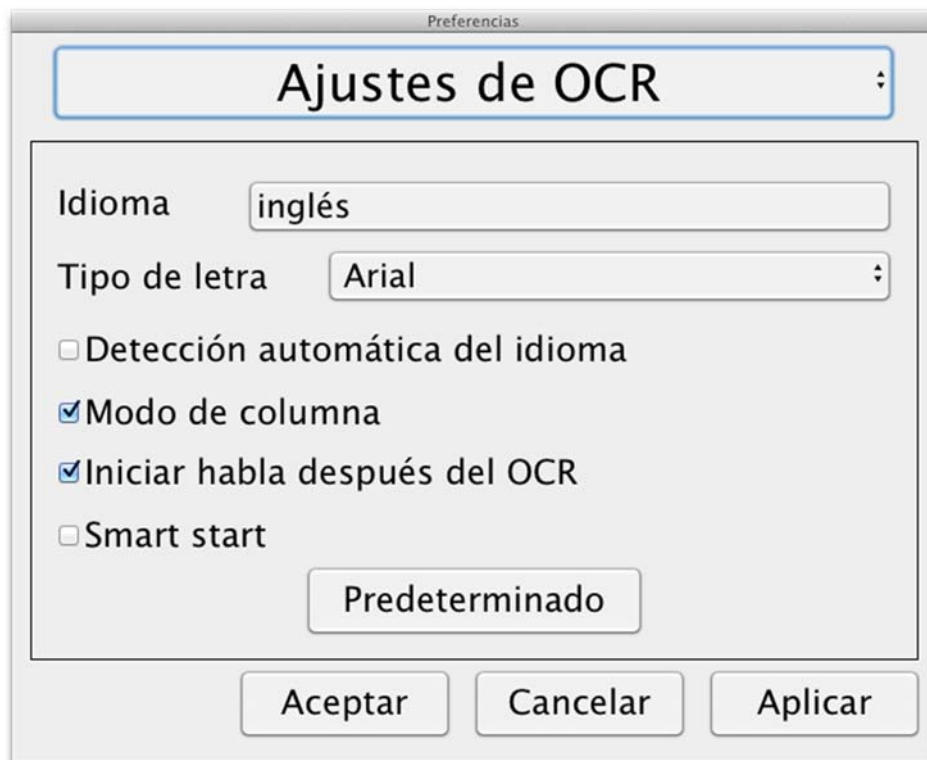 Preferencias
Ajustes de OCR
Idioma inglés
Tipo de letra Arial
Detección automática del idioma
Modo de columna
Iniciar habla después del OCR
Smart start
Predeterminado
Aceptar Cancelar Aplicar